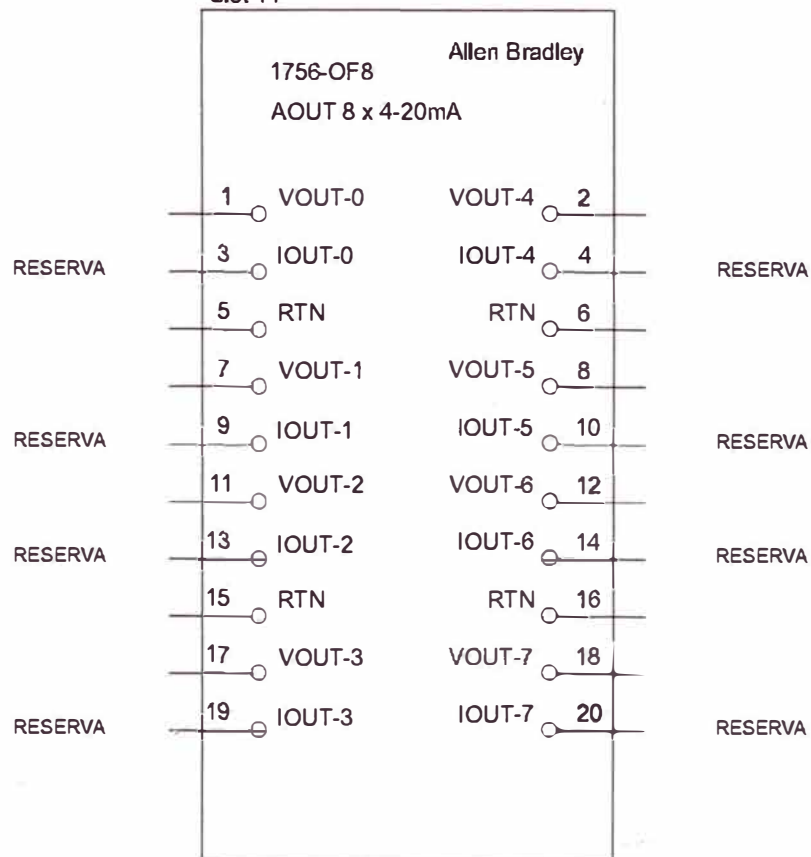 Allen Bradley
1756-OF8
AOUT 8 x 4-20mA
1 VOUT-0 VOUT-4 2
RESERVA 3 IOUT-0 IOUT-4 4 RESERVA
5 RTN RTN 6
7 VOUT-1 VOUT-5 8
RESERVA 9 IOUT-1 IOUT-5 10 RESERVA
11 VOUT-2 VOUT-6 12
RESERVA 13 IOUT-2 IOUT-6 14 RESERVA
15 RTN RTN 16
17 VOUT-3 VOUT-7 18
RESERVA 19 IOUT-3 IOUT-7 20 RESERVA